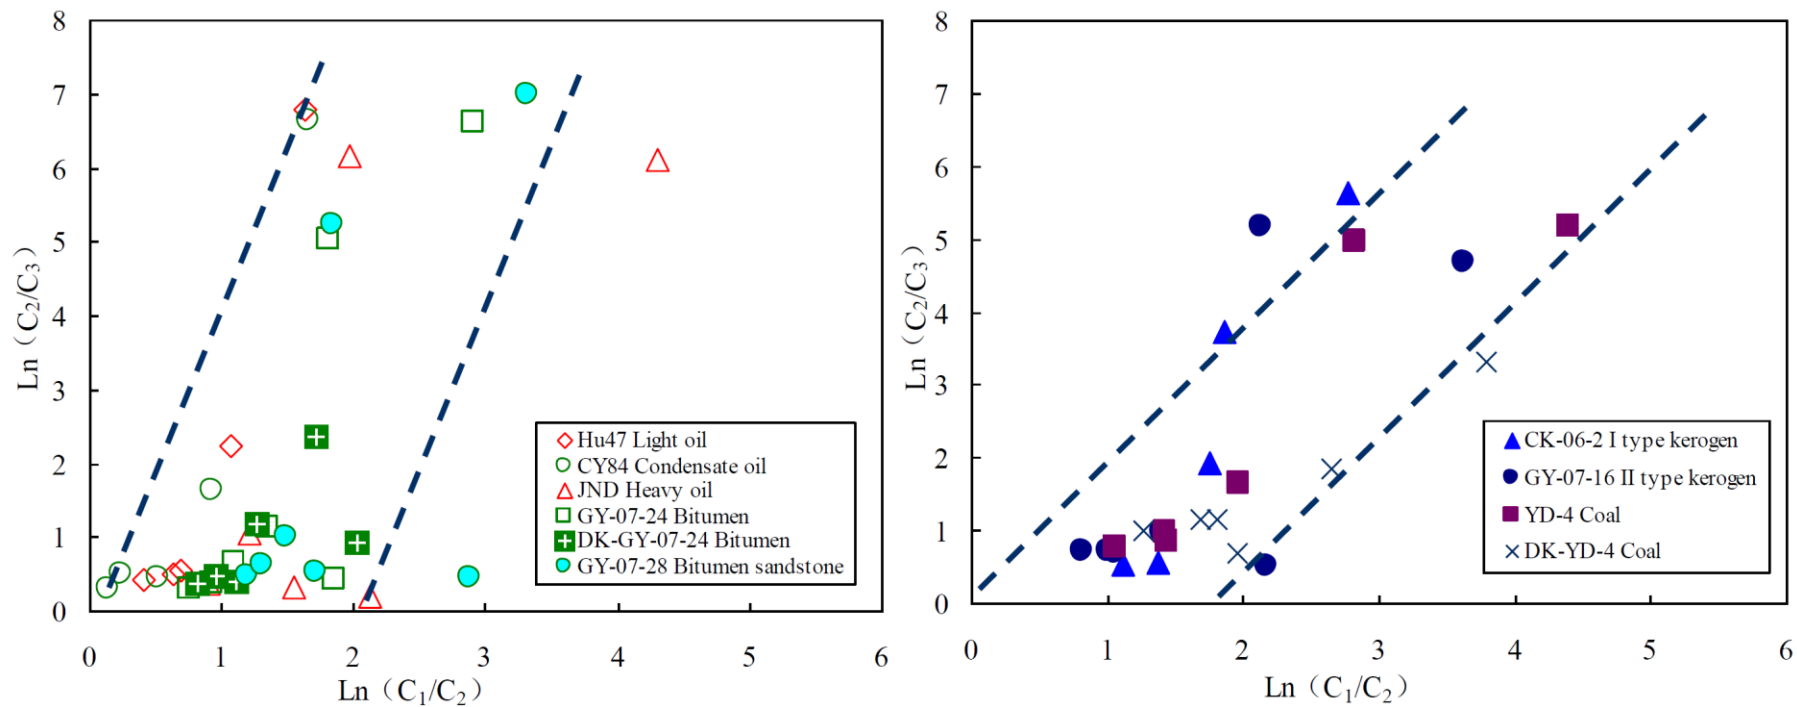 8
7
6
5
4
3
2
1
0
Ln（C₂/C₃）
0 1 2 3 4 5 6
Ln（C₁/C₂）
Hu47 Light oil
CY84 Condensate oil
JND Heavy oil
GY-07-24 Bitumen
DK-GY-07-24 Bitumen
GY-07-28 Bitumen sandstone
8
7
6
5
4
3
2
1
0
Ln（C₂/C₃）
0 1 2 3 4 5 6
Ln（C₁/C₂）
CK-06-2 I type kerogen
GY-07-16 II type kerogen
YD-4 Coal
DK-YD-4 Coal